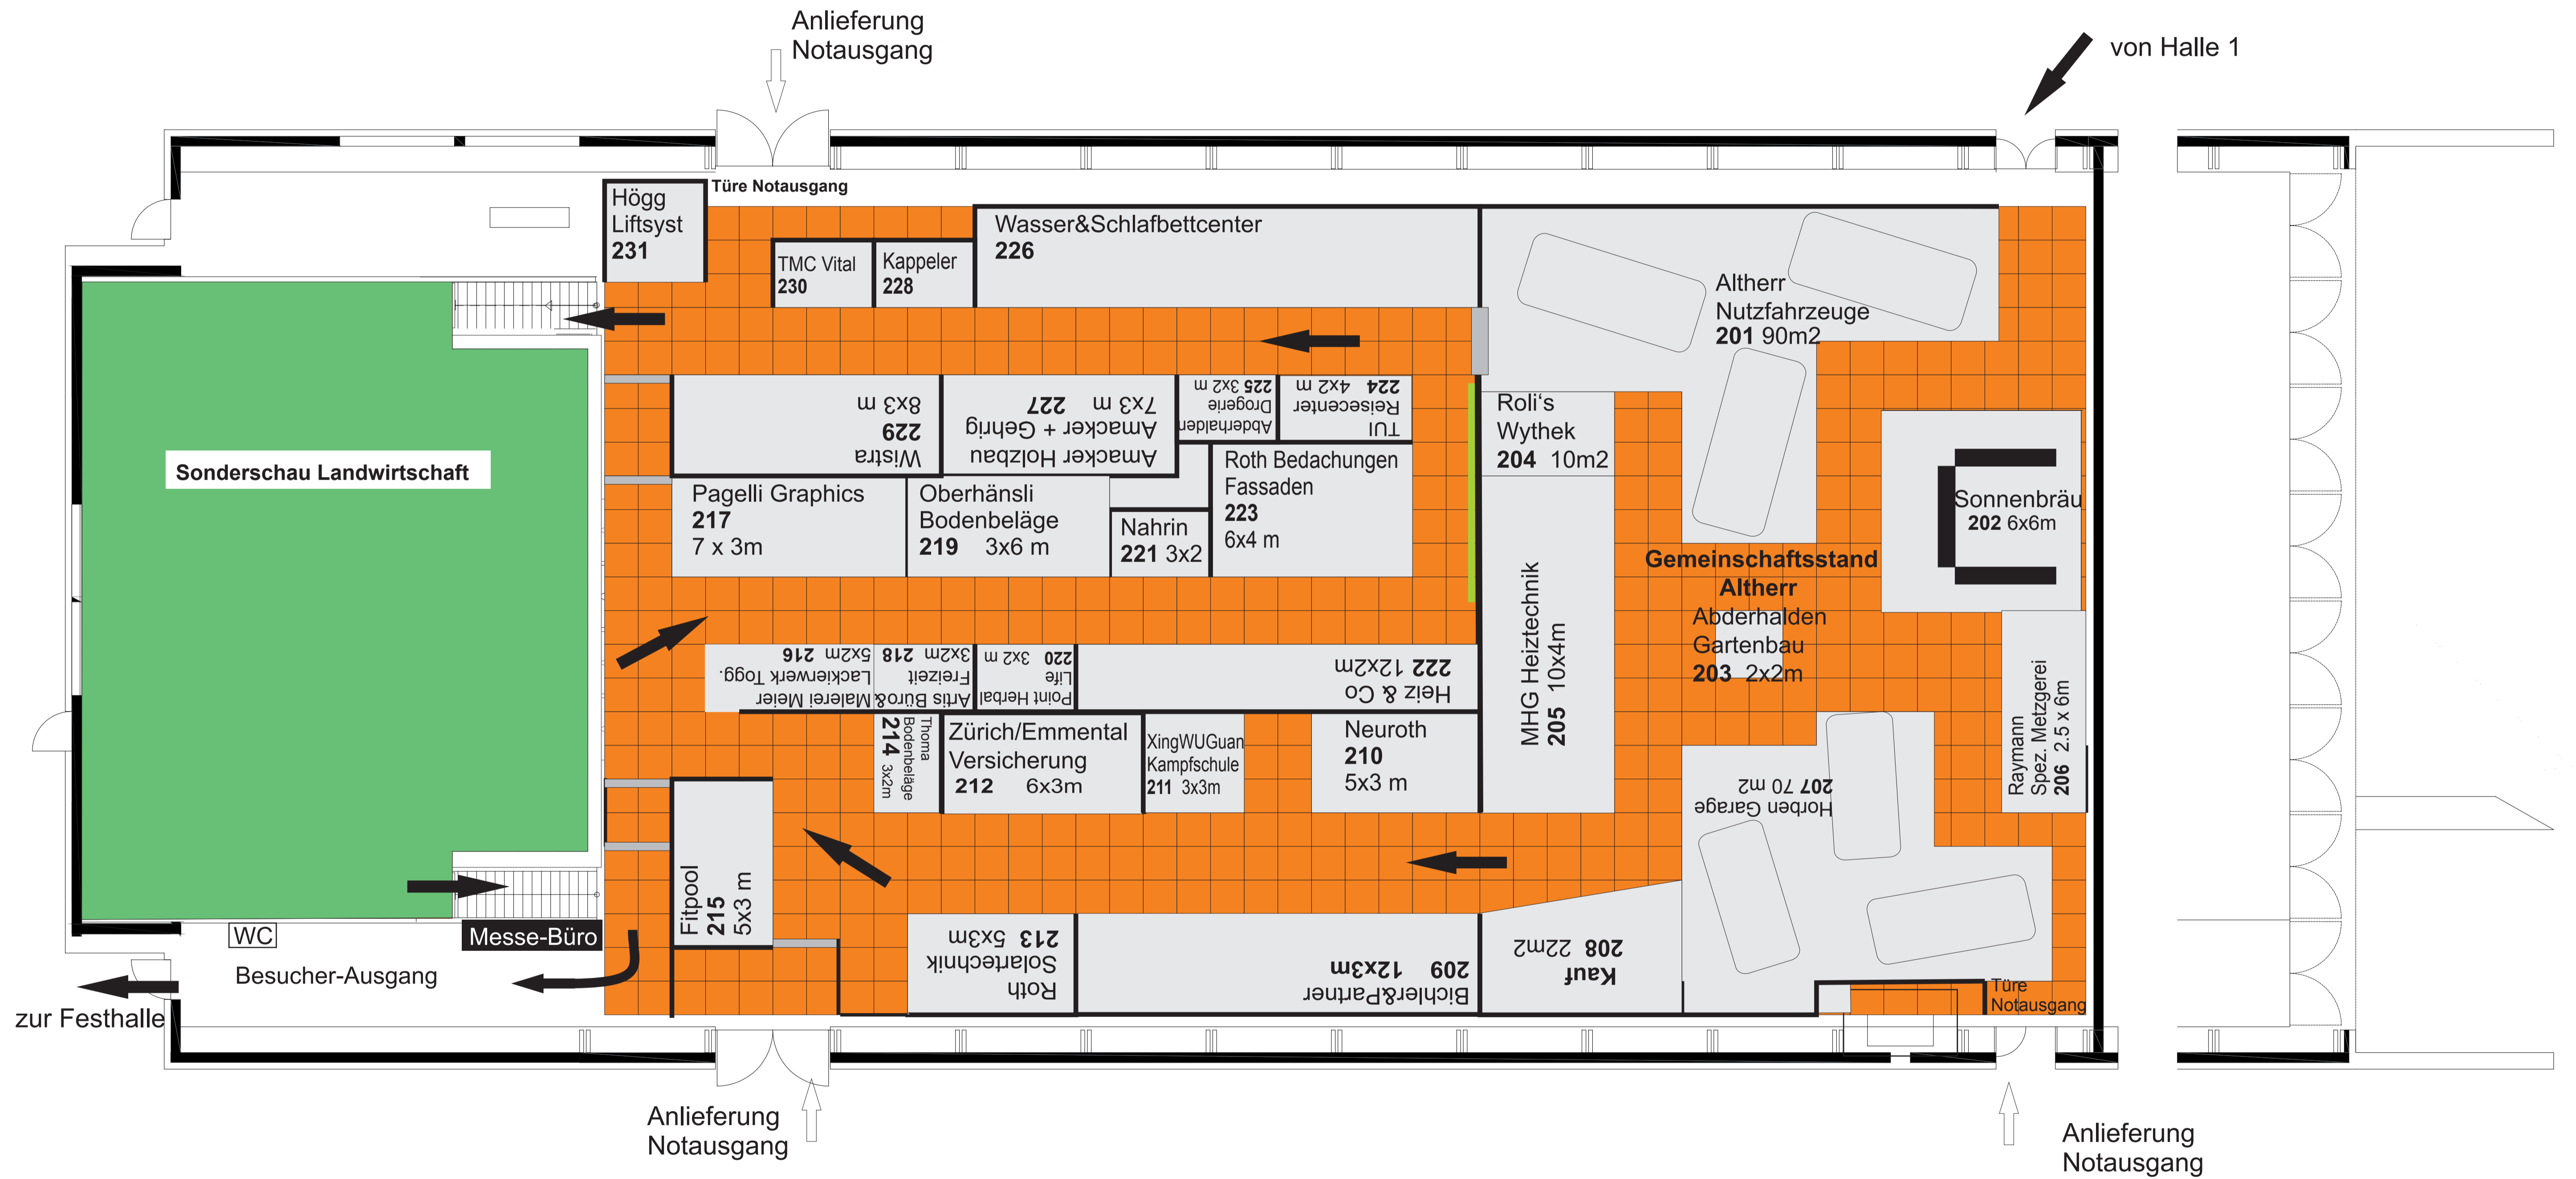 Anlieferung
Notausgang
von Halle 1
Türe Notausgang
Högg
Liftsyst
231
TMC Vital
230
Kappeler
228
Wasser&Schlafbettcenter
226
Altherr
Nutzfahrzeuge
201 90m2
Wistra
229
8x3 m
Amacker Holzbau
Amacker + Gehrig
227 7x3 m
Abderhalden
Drogerie
225 3x2 m
TUI
Reisecenter
224 4x2 m
Roli's
Wythek
204 10m2
Sonderschau Landwirtschaft
Pagelli Graphics
217
7 x 3m
Oberhänsli
Bodenbeläge
219 3x6 m
Nahrin
221 3x2
Roth Bedachungen
Fassaden
223
6x4 m
Sonnenbräu
202 6x6m
MHG Heiztechnik
205 10x4m
Gemeinschaftsstand
Altherr
Abderhalden
Gartenbau
203 2x2m
Raymann
Spez. Metzgerei
206 2.5 x 6m
Malerei Meier
Lackierwerk Togg.
216 5x2m
Artis Büro&
Freizeit
218 3x2m
Point Herbal
Life
220 3x2 m
Heiz & Co
222 12x2m
Thoma
Bodenbeläge
214 3x2m
Zürich/Emmental
Versicherung
212 6x3m
XingWUGuan
Kampfschule
211 3x3m
Neuroth
210
5x3 m
Horben Garage
207 70 m2
Fitpool
215
5x3 m
Roth
Solartechnik
213 5x3m
Bichler&Partner
209 12x3m
Kauf
208 22m2
WC
Messe-Büro
Besucher-Ausgang
zur Festhalle
Türe
Notausgang
Anlieferung
Notausgang
Anlieferung
Notausgang